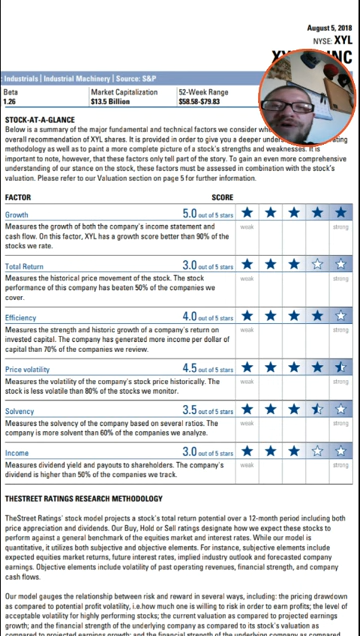 August 5, 2018
NYSE: XYL
INC
Industrials | Industrial Machinery | Source: S&P
Beta
1.26
Market Capitalization
$13.5 Billion
52-Week Range
$58.58-$79.83
STOCK-AT-A-GLANCE
Below is a summary of the major fundamental and technical factors we consider
overall recommendation of XYL shares. It is provided in order to give you a deeper
methodology as well as to paint a more complete picture of a stock's strengths and weaknesses. It is
important to note, however, that these factors only tell part of the story. To gain an even more comprehensive
understanding of our stance on the stock, these factors must be assessed in combination with the stock's
valuation. Please refer to our Valuation section on page 5 for further information.
FACTOR SCORE
Growth 5.0 out of 5 stars
weak strong
Measures the growth of both the company's income statement and
cash flow. On this factor, XYL has a growth score better than 90% of the
stocks we rate.
Total Return 3.0 out of 5 stars
weak strong
Measures the historical price movement of the stock. The stock
performance of this company has beaten 50% of the companies we
cover.
Efficiency 4.0 out of 5 stars
weak strong
Measures the strength and historic growth of a company's return on
invested capital. The company has generated more income per dollar of
capital than 70% of the companies we review.
Price volatility 4.5 out of 5 stars
weak strong
Measures the volatility of the company's stock price historically. The
stock is less volatile than 80% of the stocks we monitor.
Solvency 3.5 out of 5 stars
weak strong
Measures the solvency of the company based on several ratios. The
company is more solvent than 60% of the companies we analyze.
Income 3.0 out of 5 stars
weak strong
Measures dividend yield and payouts to shareholders. The company's
dividend is higher than 50% of the companies we track.
THESTREET RATINGS RESEARCH METHODOLOGY
TheStreet Ratings' stock model projects a stock's total return potential over a 12-month period including both
price appreciation and dividends. Our Buy, Hold or Sell ratings designate how we expect these stocks to
perform against a general benchmark of the equities market and interest rates. While our model is
quantitative, it utilizes both subjective and objective elements. For instance, subjective elements include
expected equities market returns, future interest rates, implied industry outlook and forecasted company
earnings. Objective elements include volatility of past operating revenues, financial strength, and company
cash flows.
Our model gauges the relationship between risk and reward in several ways, including: the pricing drawdown
as compared to potential profit volatility, i.e.how much one is willing to risk in order to earn profits; the level of
acceptable volatility for highly performing stocks; the current valuation as compared to projected earnings
growth; and the financial strength of the underlying company as compared to its stock's valuation as
compared to projected earnings growth; and the financial strength of the underlying company as compared